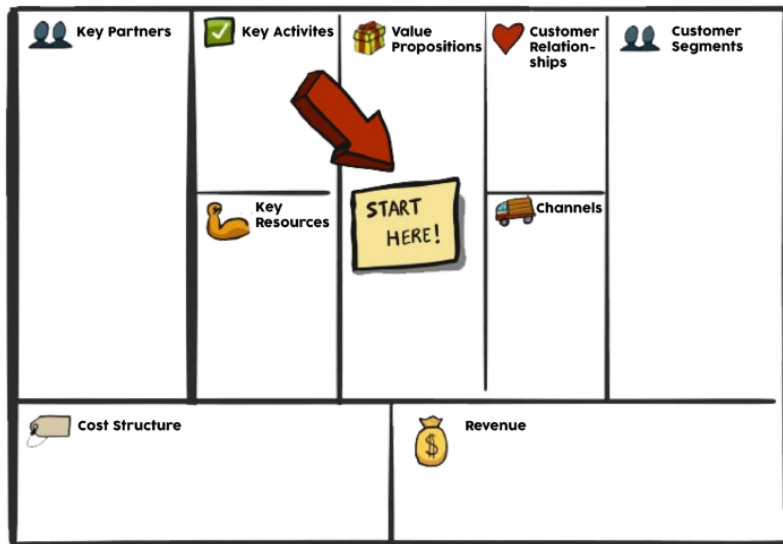 Key Partners
Key Activites
Value
Propositions
Customer
Relation-
ships
Customer
Segments
Key
Resources
START
HERE!
Channels
Cost Structure
Revenue
$